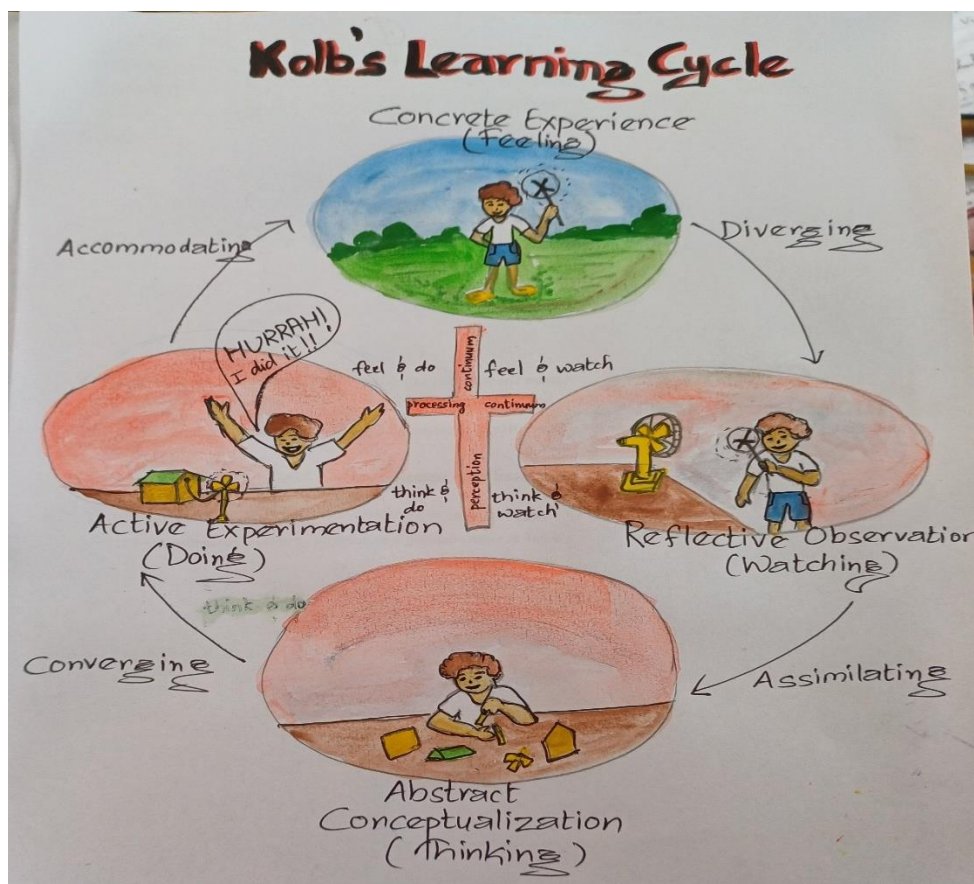 Kolb's Learning Cycle
Concrete Experience
(Feeling)
Accommodating
Diverging
HURRAH!
I did it!!
feel & do
feel & watch
continuum
processing continuum
perception
think &
do
think &
watch
Active Experimentation
(Doing)
Reflective Observation
(Watching)
think & do
Converging
Assimilating
Abstract
Conceptualization
(Thinking)